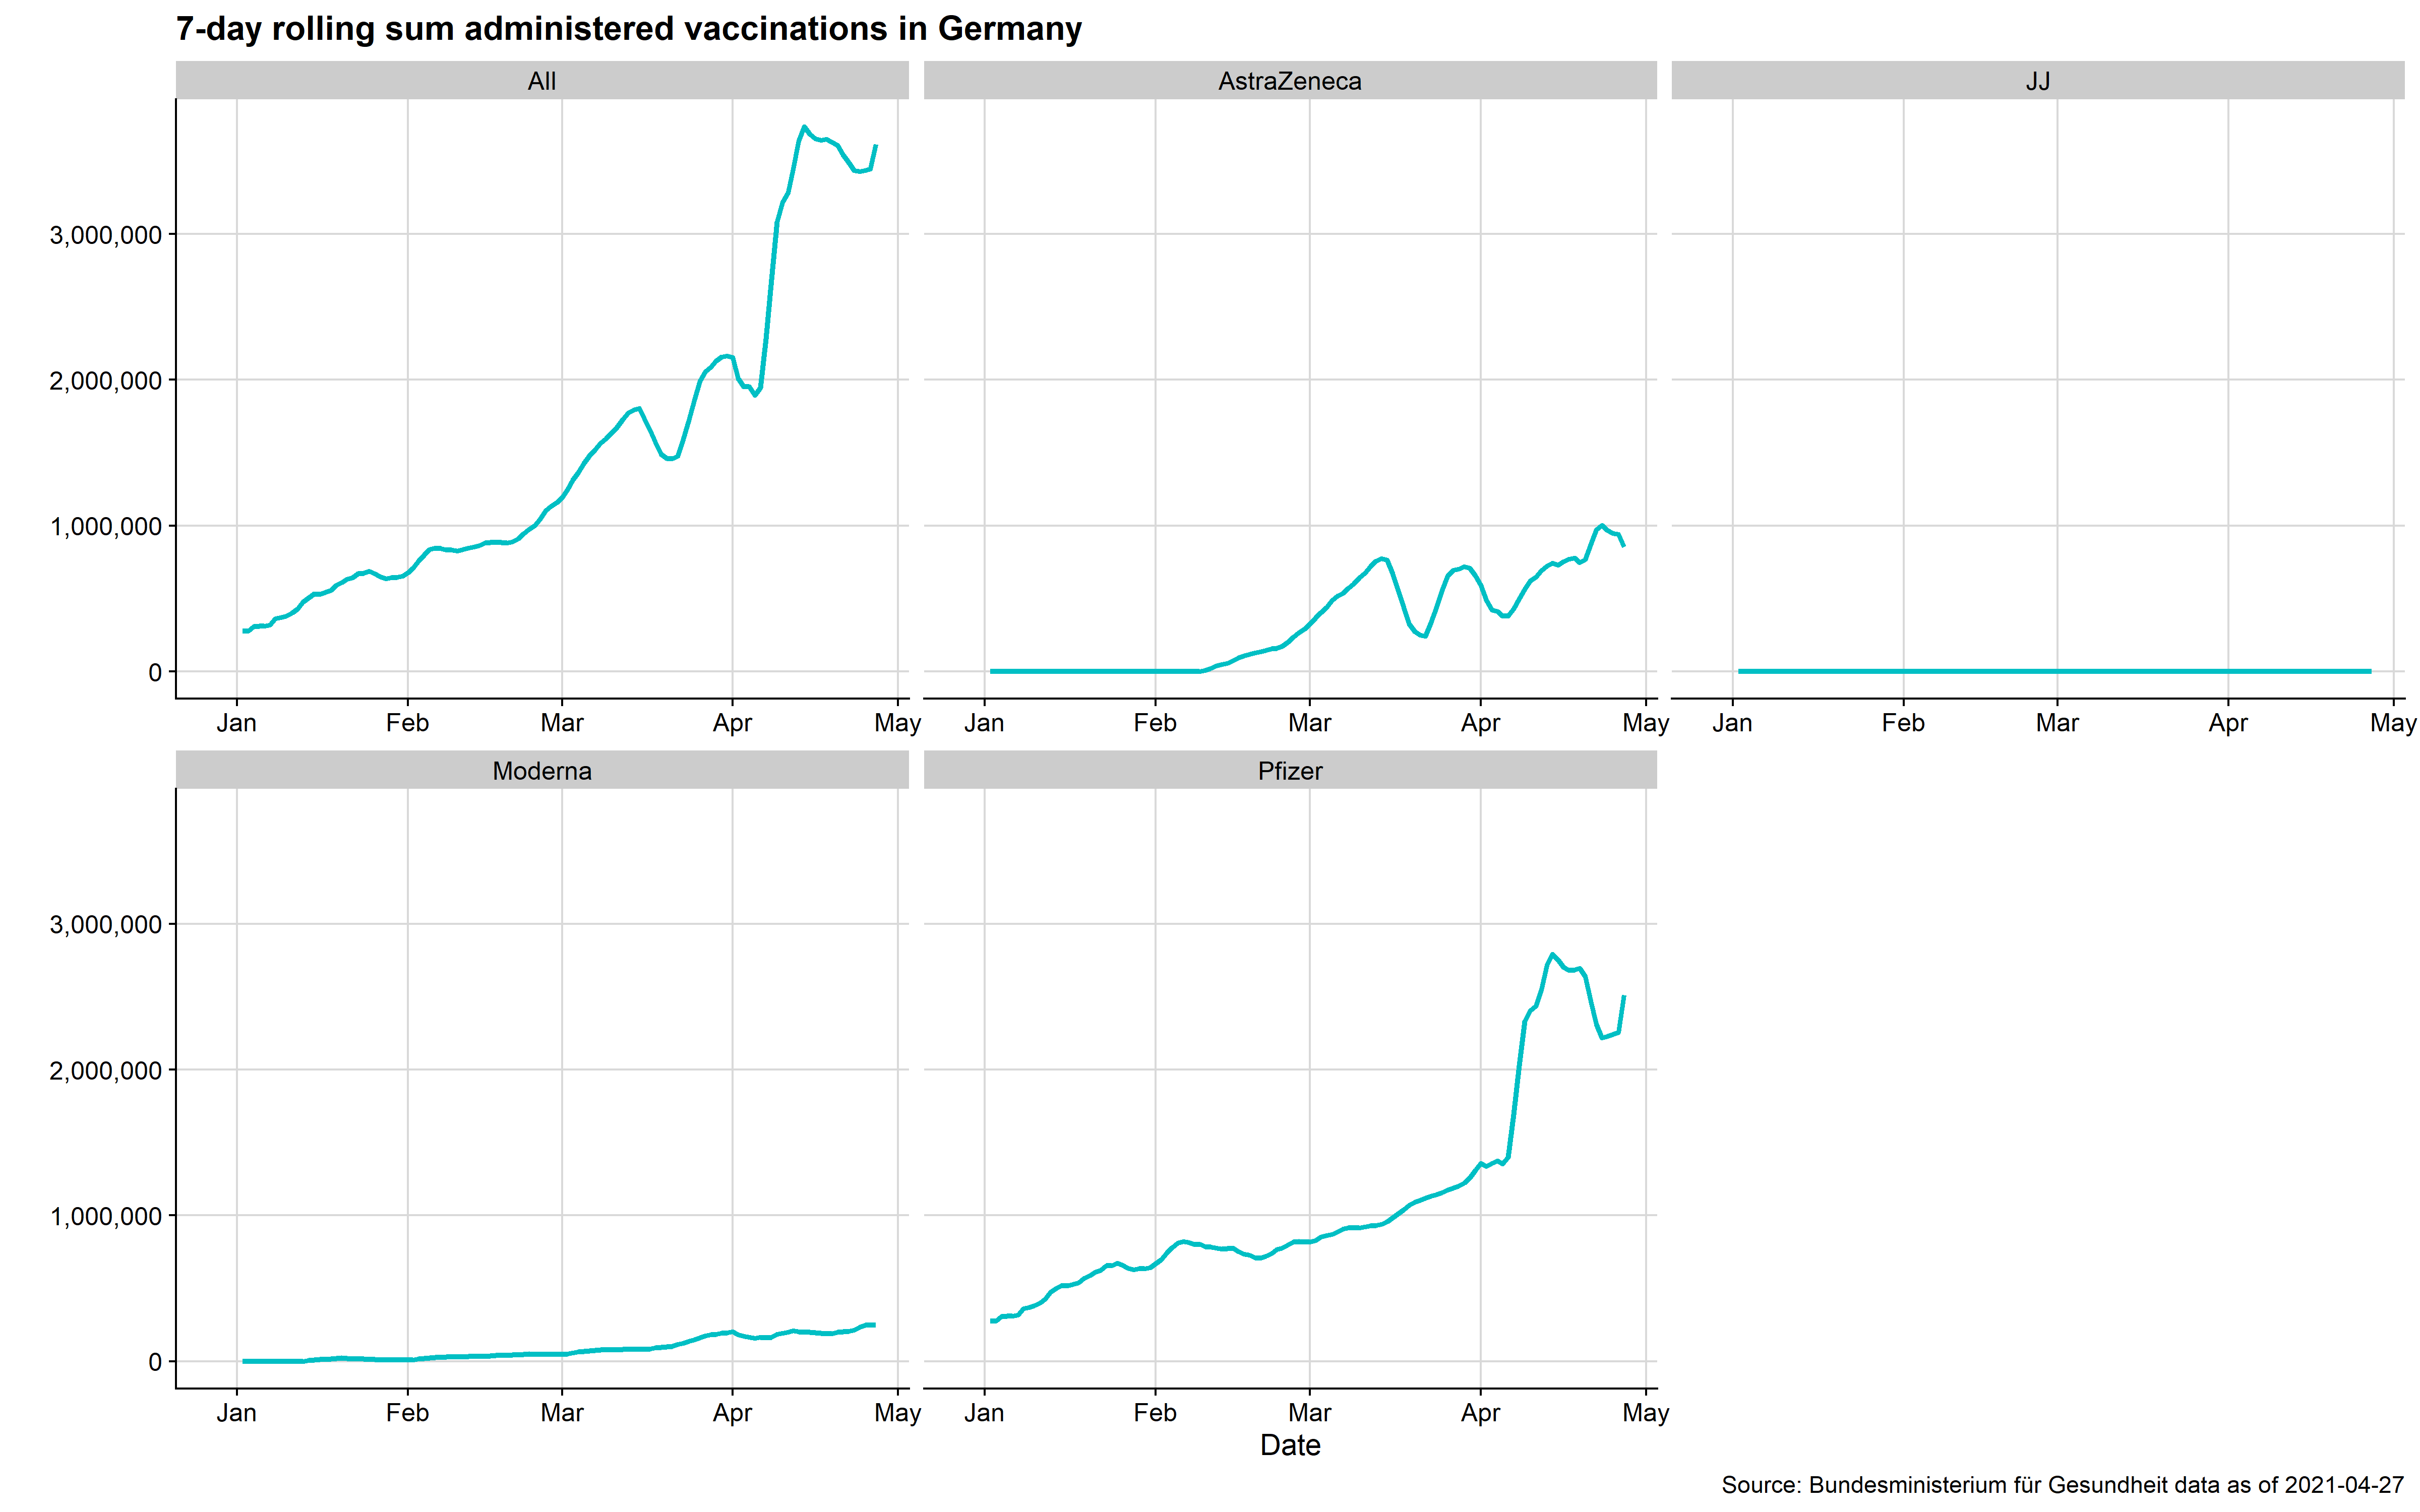 7-day rolling sum administered vaccinations in Germany
All
AstraZeneca
JJ
3,000,000
2,000,000
1,000,000
0
Jan Feb Mar Apr May
Jan Feb Mar Apr May
Jan Feb Mar Apr May
Moderna
Pfizer
3,000,000
2,000,000
1,000,000
0
Jan Feb Mar Apr May
Jan Feb Mar Apr May
Date
Source: Bundesministerium für Gesundheit data as of 2021-04-27